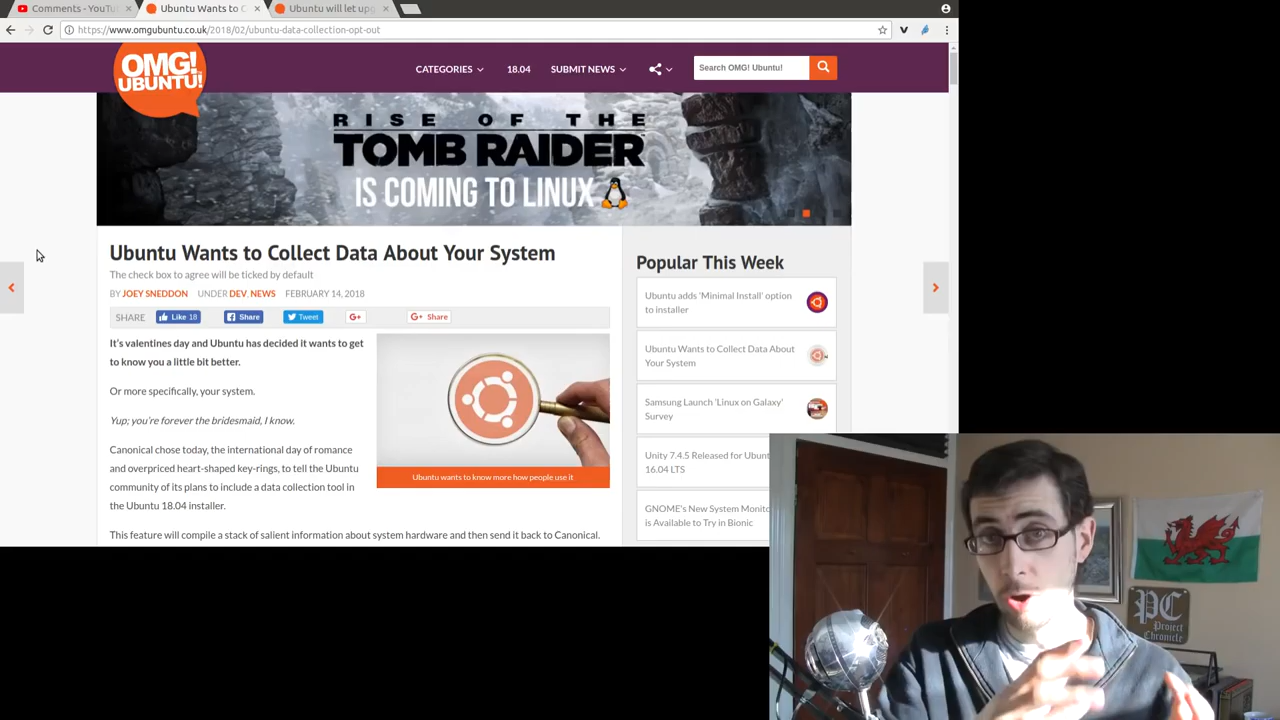 Comments - YouTu
Ubuntu Wants to C
Ubuntu will let upg
https://www.omgubuntu.co.uk/2018/02/ubuntu-data-collection-opt-out
OMG!
UBUNTU!
CATEGORIES
18.04
SUBMIT NEWS
Search OMG! Ubuntu!
RISE OF THE
TOMB RAIDER
IS COMING TO LINUX
Ubuntu Wants to Collect Data About Your System
The check box to agree will be ticked by default
BY JOEY SNEDDON UNDER DEV, NEWS FEBRUARY 14, 2018
SHARE Like 18 Share Tweet G+ G+ Share
It's valentines day and Ubuntu has decided it wants to get
to know you a little bit better.
Or more specifically, your system.
Yup; you're forever the bridesmaid, I know.
Canonical chose today, the international day of romance
and overpriced heart-shaped key-rings, to tell the Ubuntu
community of its plans to include a data collection tool in
the Ubuntu 18.04 installer.
Ubuntu wants to know more how people use it
This feature will compile a stack of salient information about system hardware and then send it back to Canonical.
Popular This Week
Ubuntu adds 'Minimal Install' option
to installer
Ubuntu Wants to Collect Data About
Your System
Samsung Launch 'Linux on Galaxy'
Survey
Unity 7.4.5 Released for Ubunt
16.04 LTS
GNOME's New System Monito
is Available to Try in Bionic
PC
Project
Chronicle